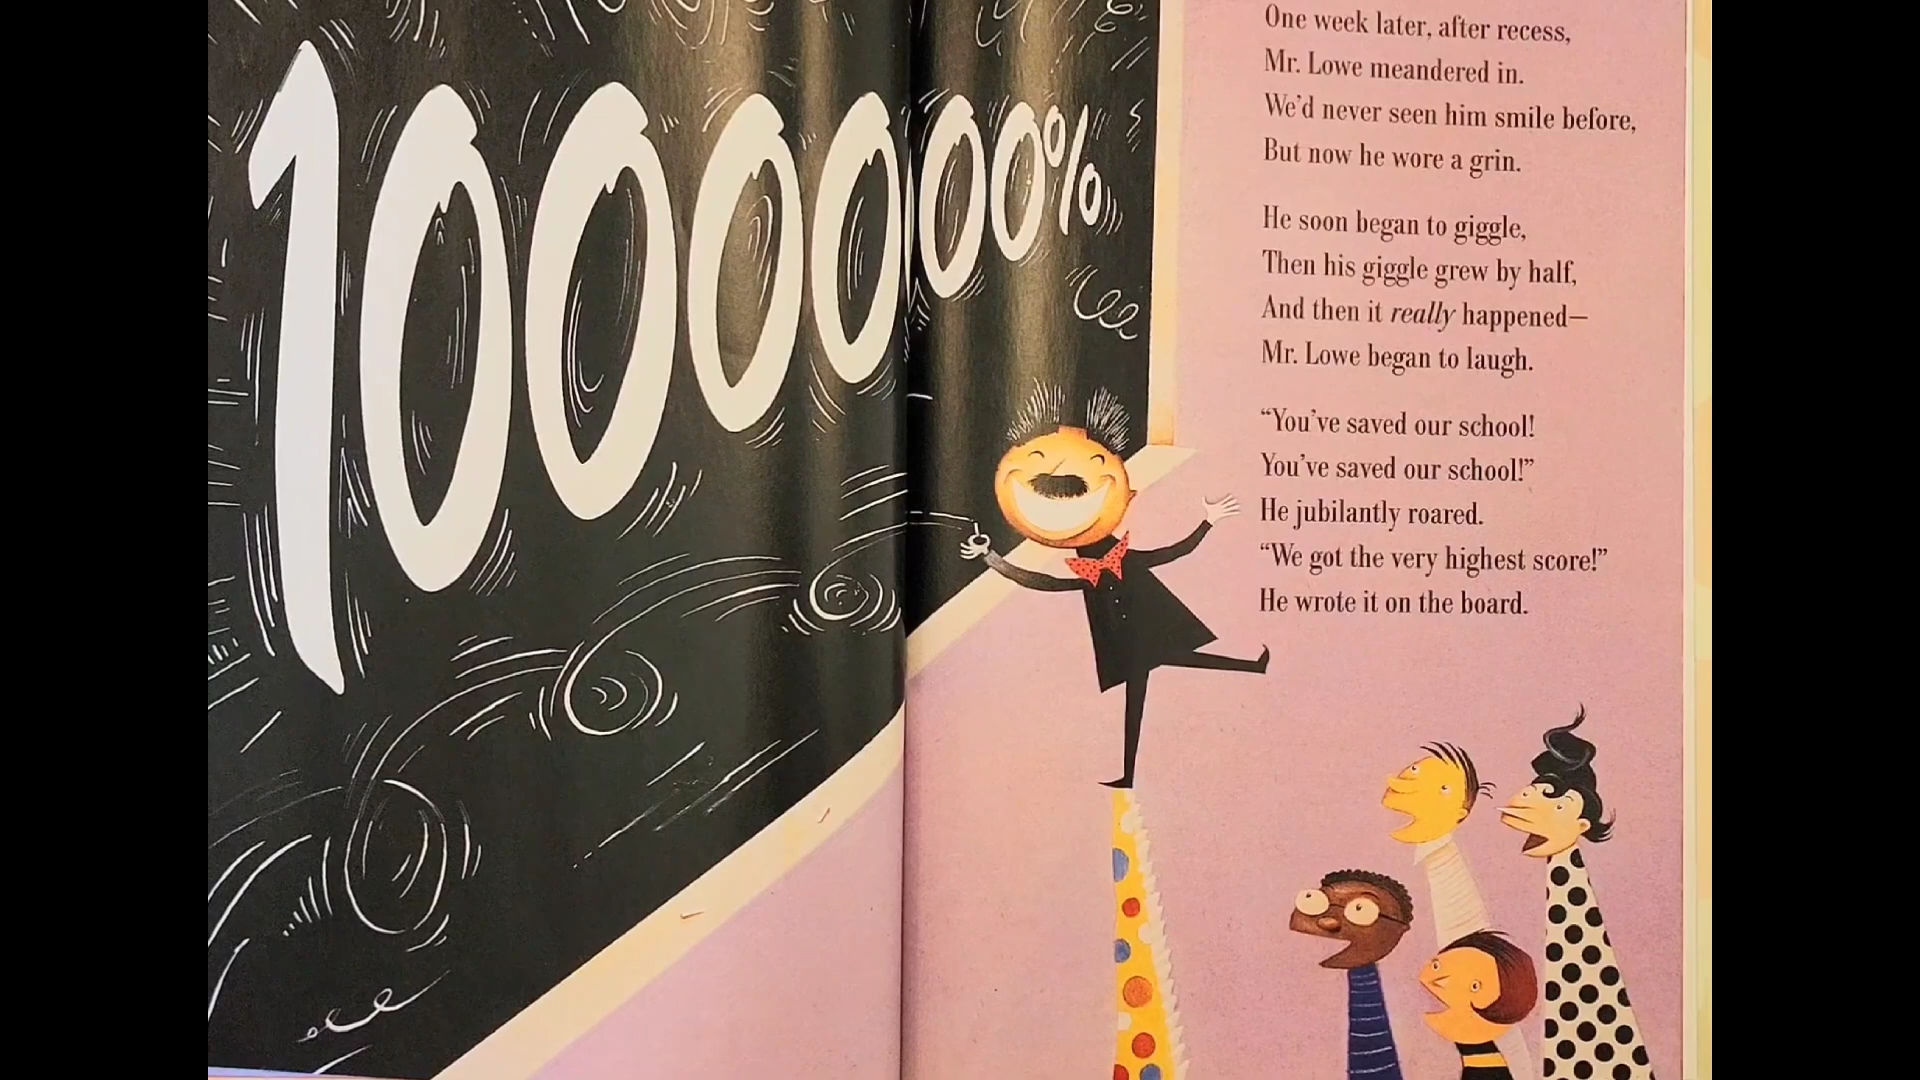 1000000%
One week later, after recess,
Mr. Lowe meandered in.
We'd never seen him smile before,
But now he wore a grin.
He soon began to giggle,
Then his giggle grew by half,
And then it really happened—
Mr. Lowe began to laugh.
“You've saved our school!
You've saved our school!”
He jubilantly roared.
“We got the very highest score!”
He wrote it on the board.